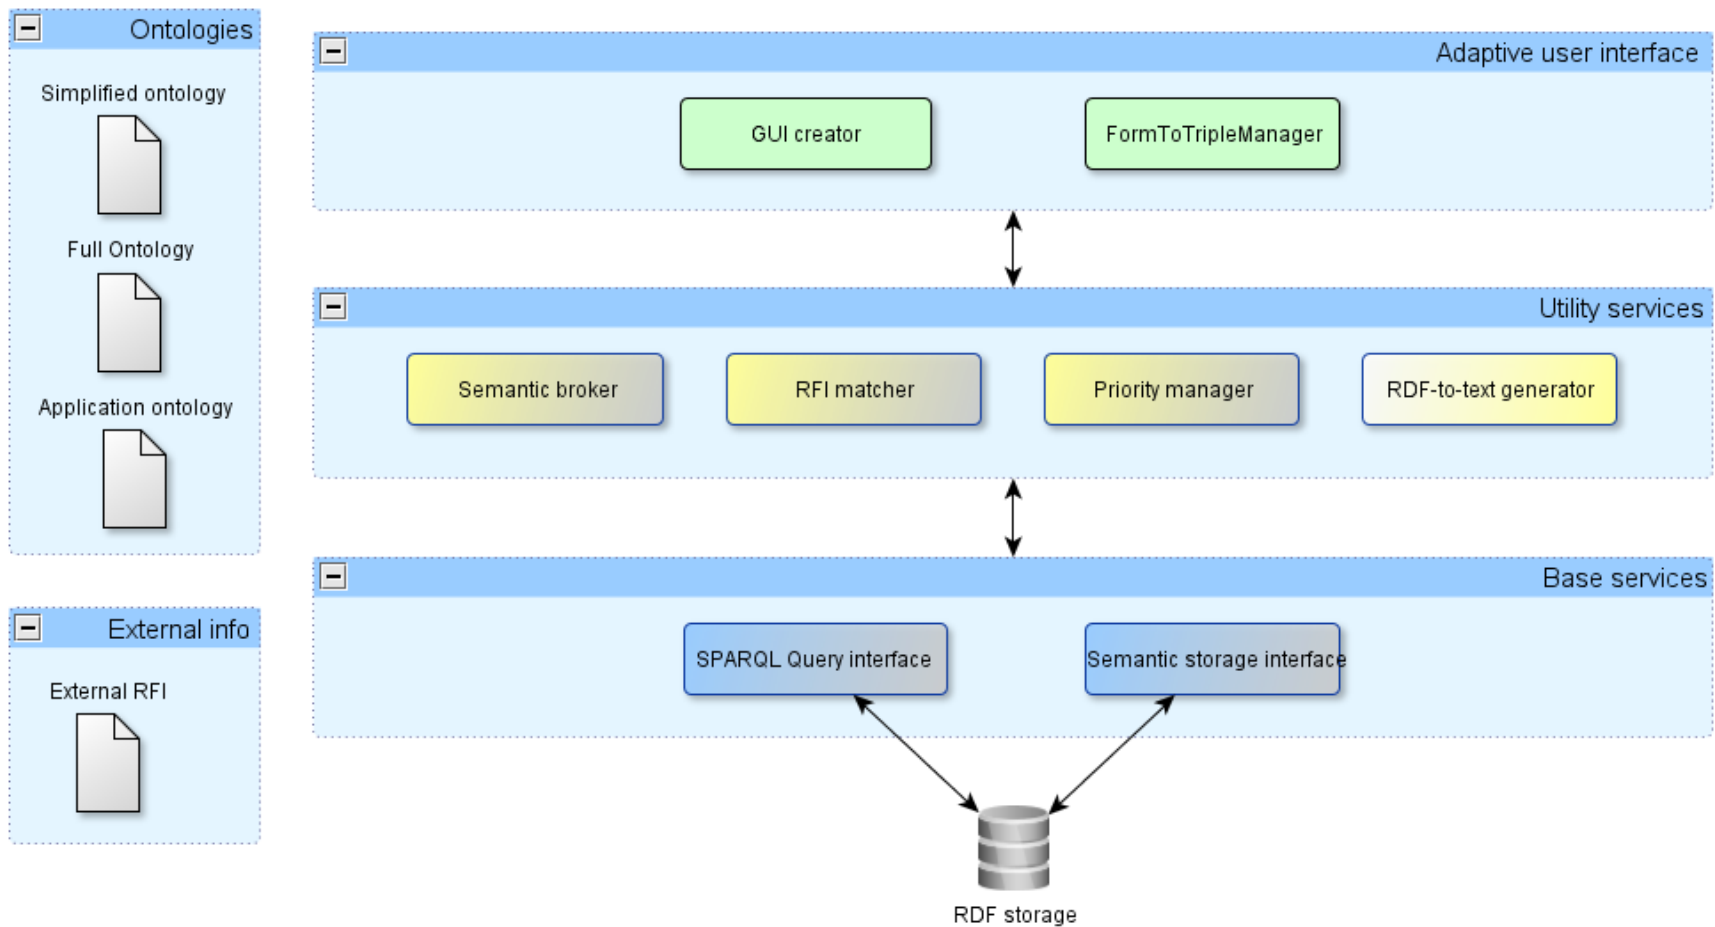 Ontologies
Simplified ontology
Full Ontology
Application ontology
External info
External RFI
Adaptive user interface
GUI creator
FormToTripleManager
Utility services
Semantic broker
RFI matcher
Priority manager
RDF-to-text generator
Base services
SPARQL Query interface
Semantic storage interface
RDF storage